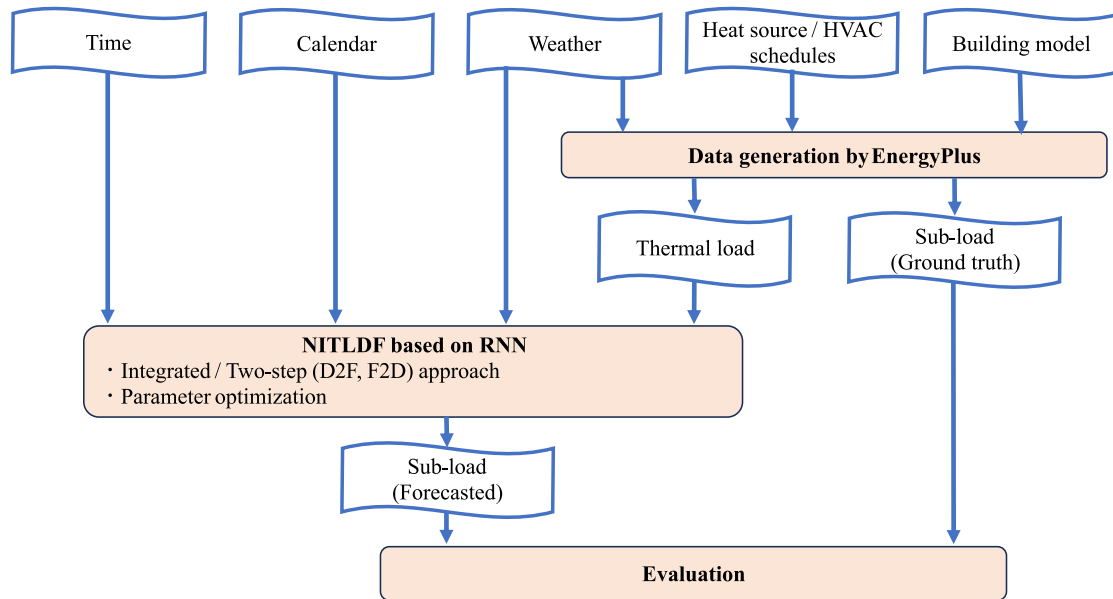 Time
Calendar
Weather
Heat source / HVAC
schedules
Building model
Data generation by EnergyPlus
Thermal load
Sub-load
(Ground truth)
NITLDF based on RNN
・Integrated / Two-step (D2F, F2D) approach
・Parameter optimization
Sub-load
(Forecasted)
Evaluation